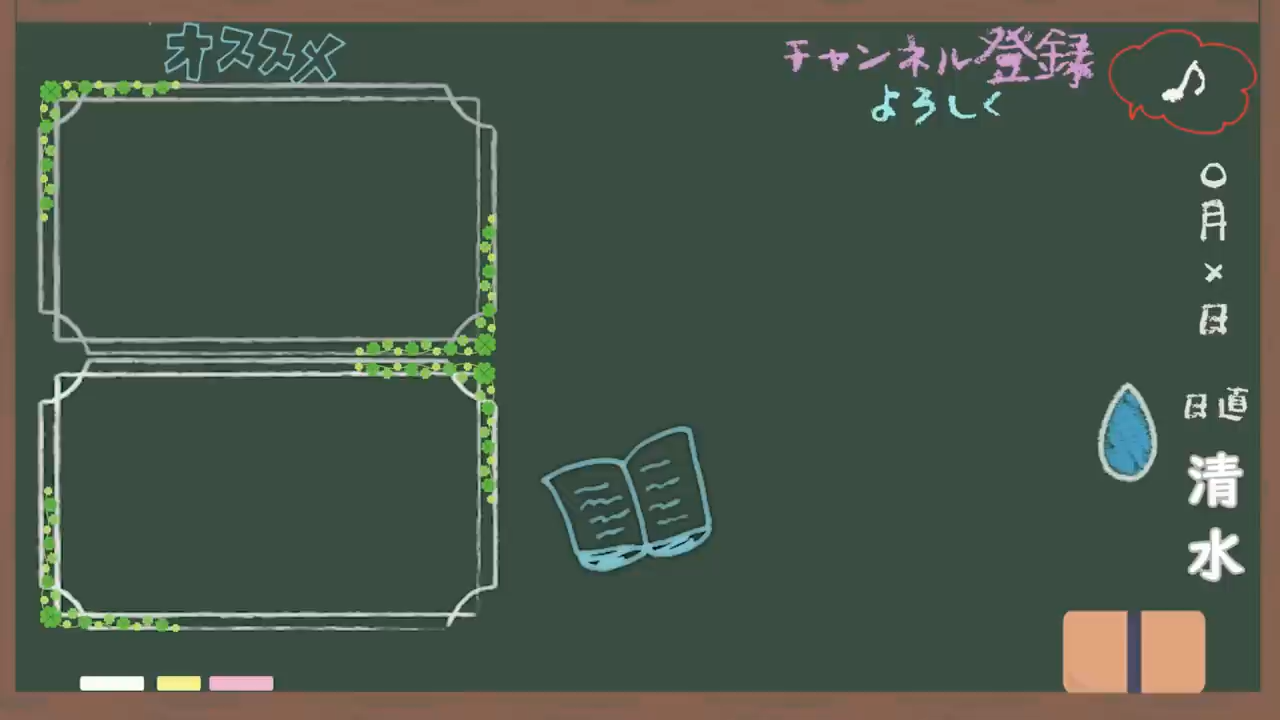 オススメ
チャンネル登録
よろしく
♪
〇月×日
日直
清水